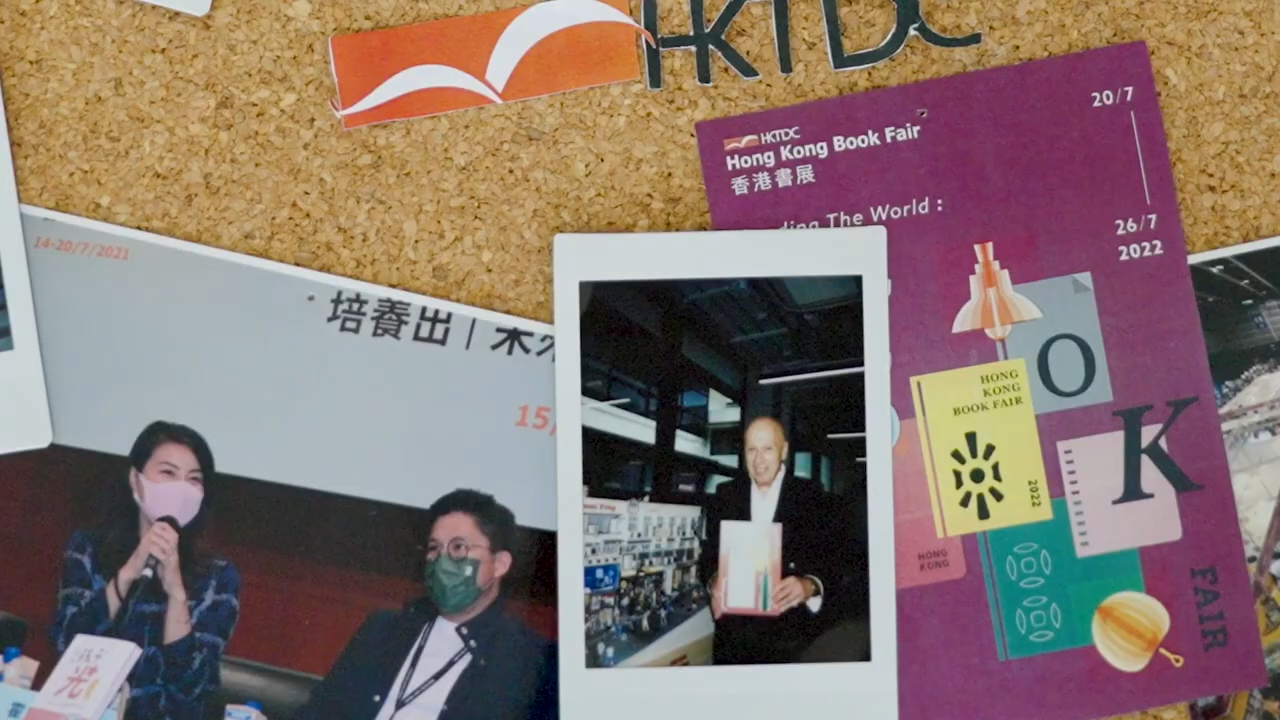 HKTDC
HKTDC
Hong Kong Book Fair
香港書展
The World :
20/7
26/7
2022
14-20/7/2021
培養出｜未
15/
O
K
HONG
KONG
BOOK FAIR
2022
HONG
KONG
FAIR